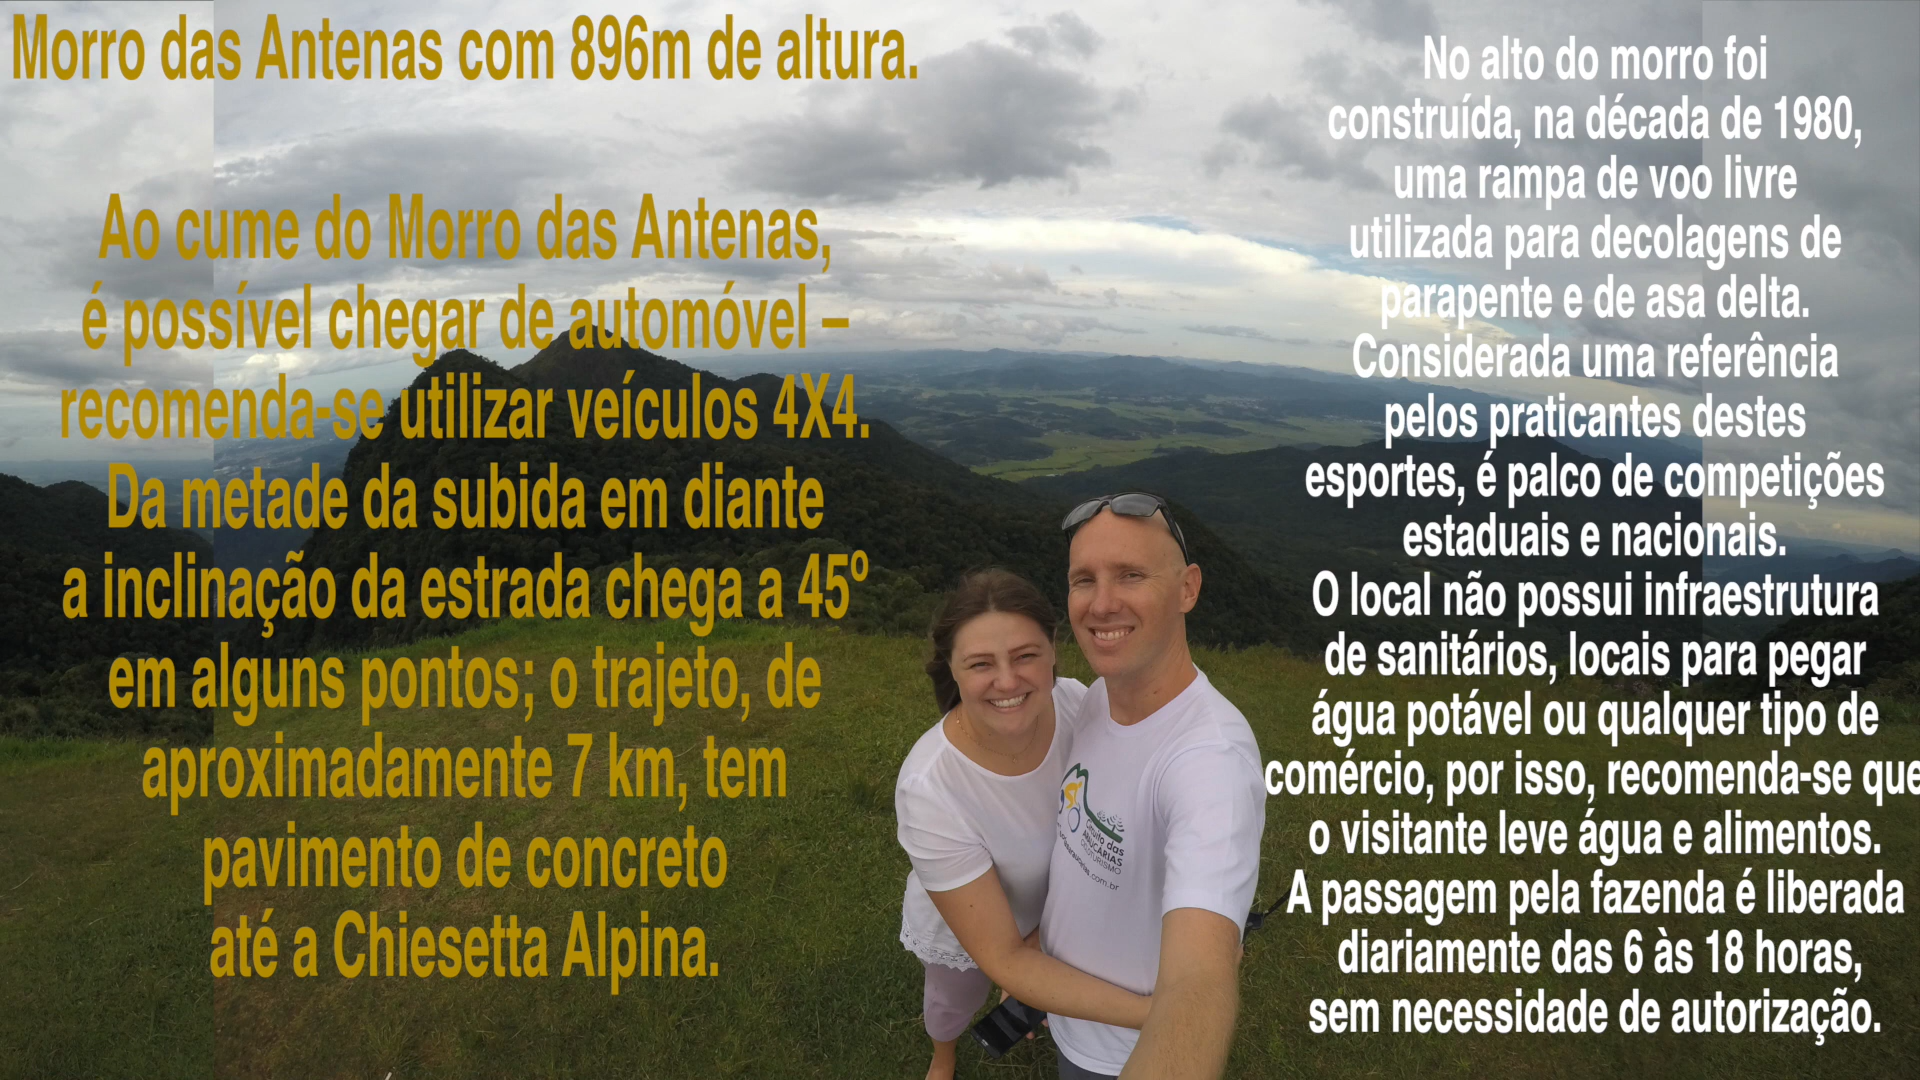 Morro das Antenas com 896m de altura.
Ao cume do Morro das Antenas,
é possível chegar de automóvel –
recomenda-se utilizar veículos 4X4.
Da metade da subida em diante
a inclinação da estrada chega a 45º
em alguns pontos; o trajeto, de
aproximadamente 7 km, tem
pavimento de concreto
até a Chiesetta Alpina.
No alto do morro foi
construída, na década de 1980,
uma rampa de voo livre
utilizada para decolagens de
parapente e de asa delta.
Considerada uma referência
pelos praticantes destes
esportes, é palco de competições
estaduais e nacionais.
O local não possui infraestrutura
de sanitários, locais para pegar
água potável ou qualquer tipo de
comércio, por isso, recomenda-se que
o visitante leve água e alimentos.
A passagem pela fazenda é liberada
diariamente das 6 às 18 horas,
sem necessidade de autorização.
Circuito das
ARAUCÁRIAS
CICLOTURISMO